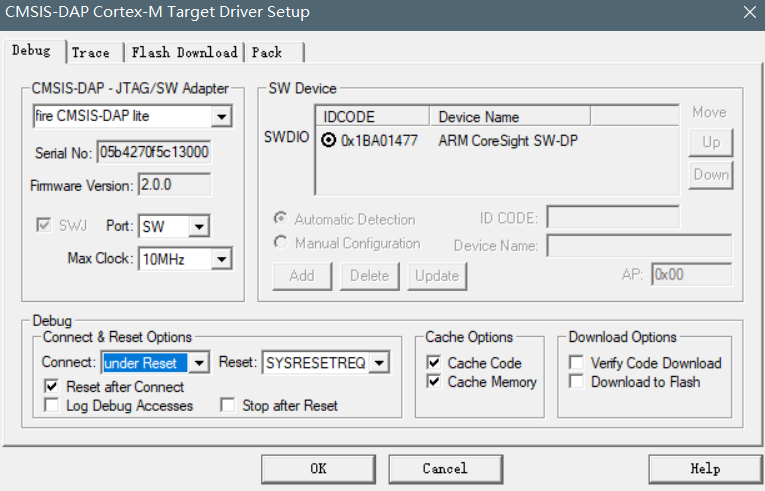 CMSIS-DAP Cortex-M Target Driver Setup
Debug Trace Flash Download Pack
CMSIS-DAP - JTAG/SW Adapter
fire CMSIS-DAP lite
Serial No: 05b4270f5c13000
Firmware Version: 2.0.0
SWJ Port: SW
Max Clock: 10MHz
SW Device
IDCODE Device Name Move
SWDIO 0x1BA01477 ARM CoreSight SW-DP Up
Down
Automatic Detection ID CODE:
Manual Configuration Device Name:
Add Delete Update AP: 0x00
Debug
Connect & Reset Options
Connect: under Reset Reset: SYSRESETREQ
Reset after Connect
Log Debug Accesses Stop after Reset
Cache Options
Cache Code
Cache Memory
Download Options
Verify Code Download
Download to Flash
OK Cancel Help